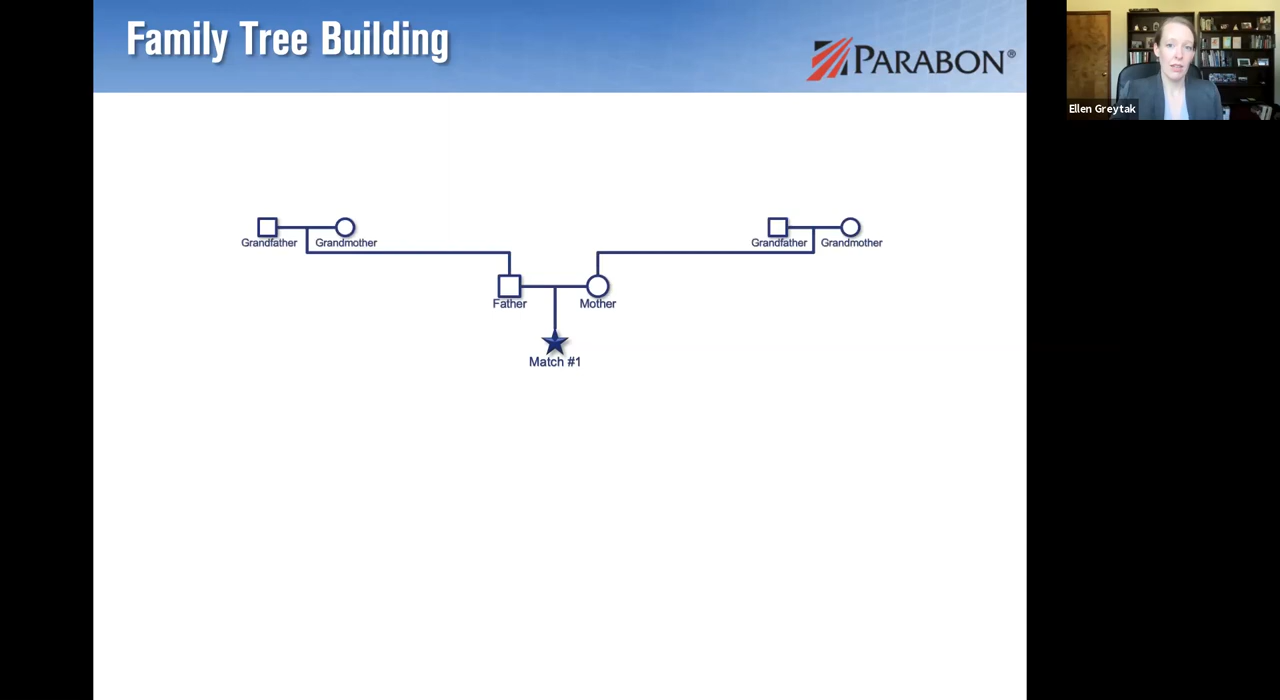 Family Tree Building
PARABON®
Ellen Greytak
Grandfather Grandmother
Grandfather Grandmother
Father Mother
Match #1